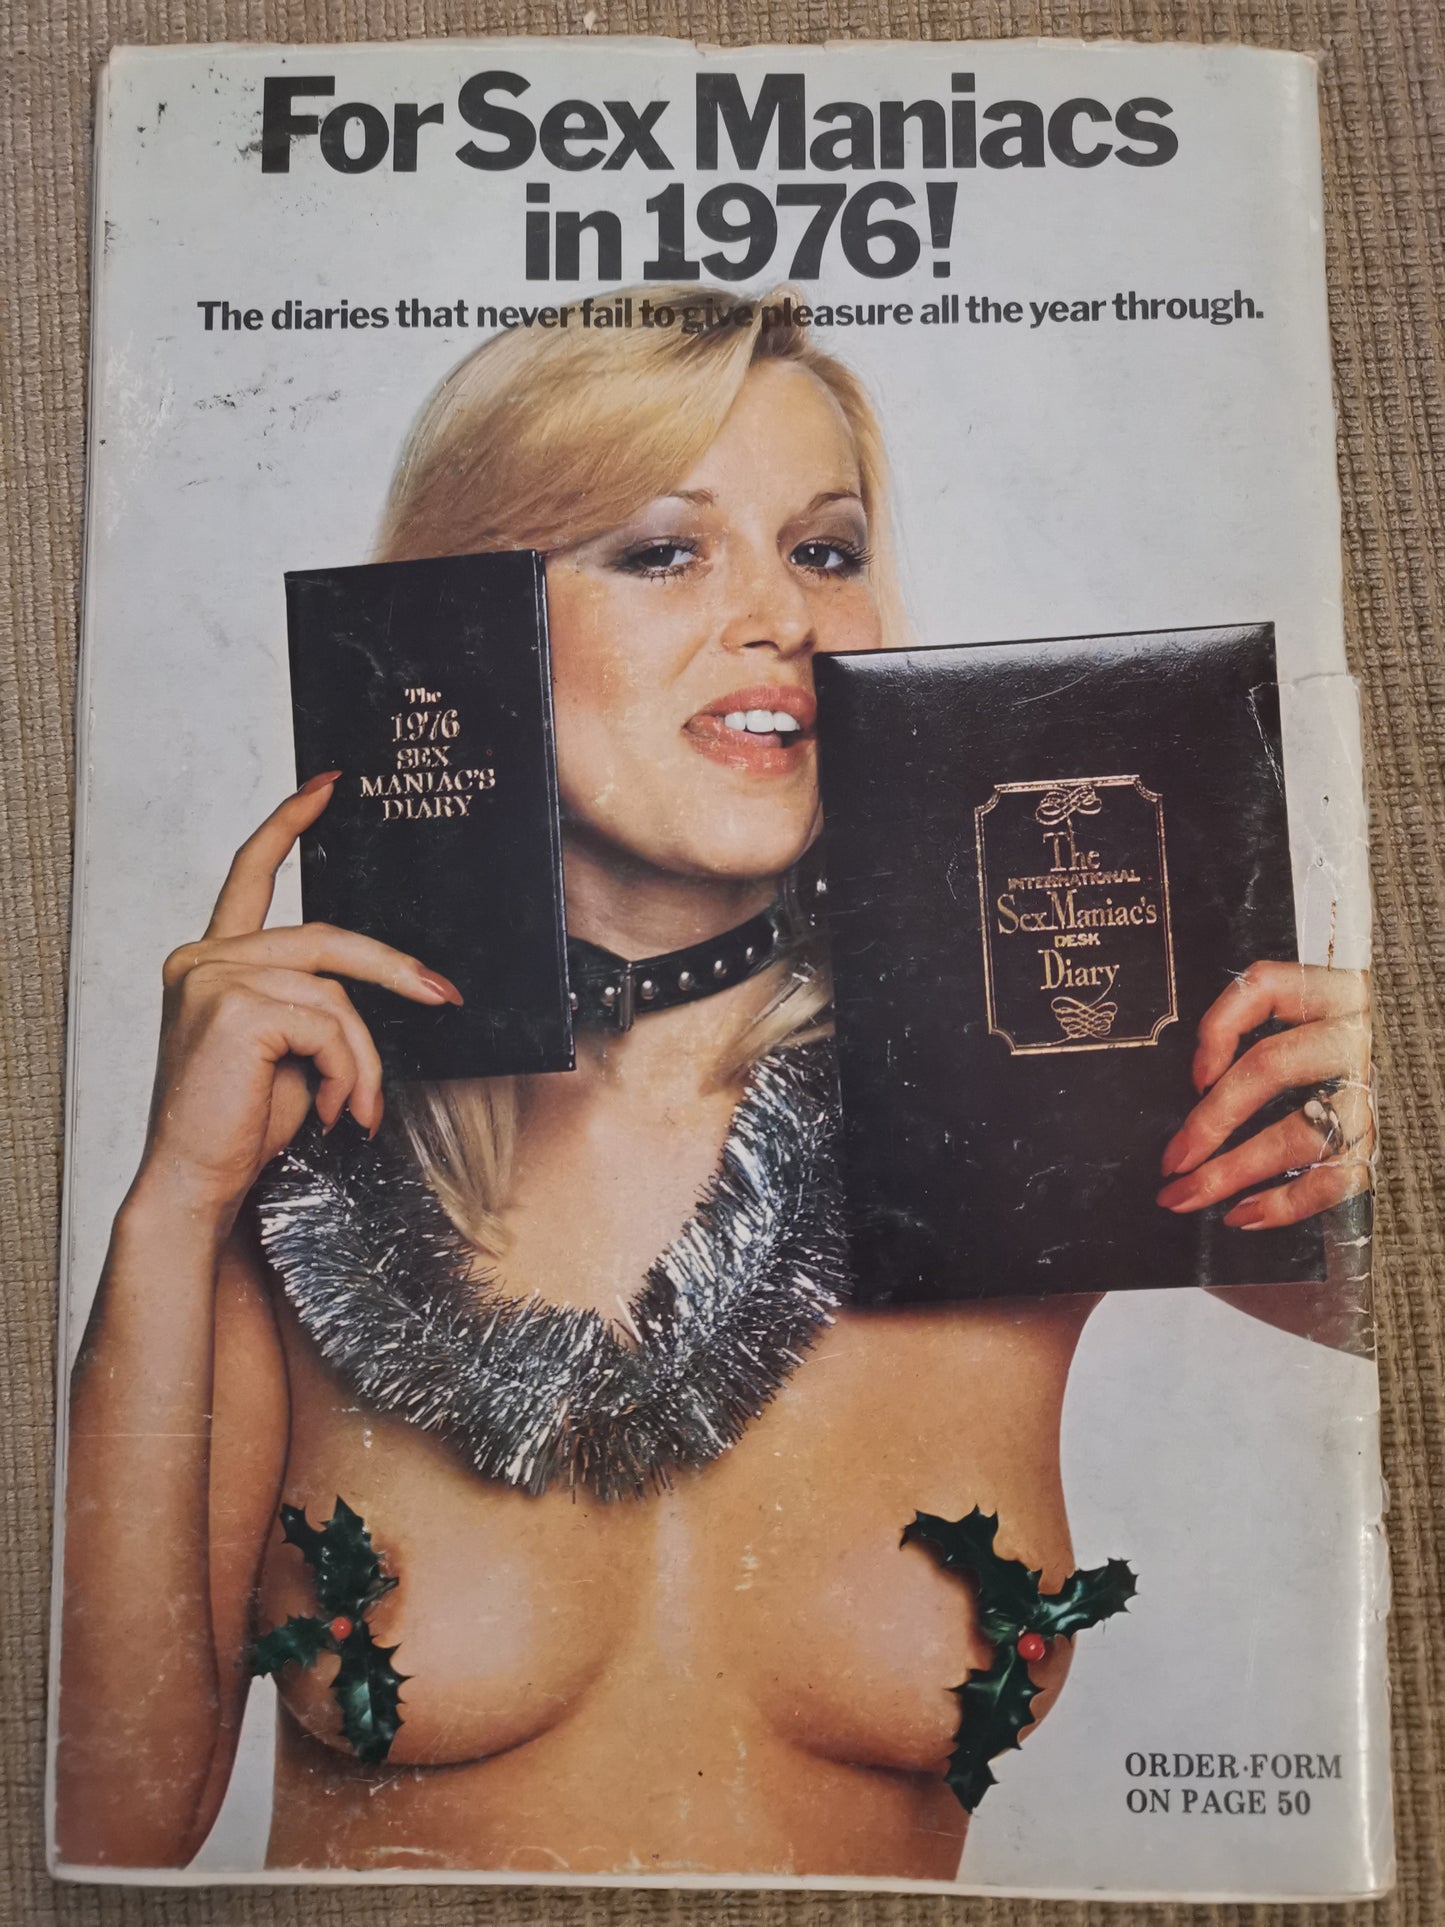 For Sex Maniacs
in 1976!
The diaries that never fail to give pleasure all the year through.
The
1976
SEX
MANIAC'S
DIARY
The
INTERNATIONAL
Sex Maniac's
DESK
Diary
ORDER·FORM
ON PAGE 50